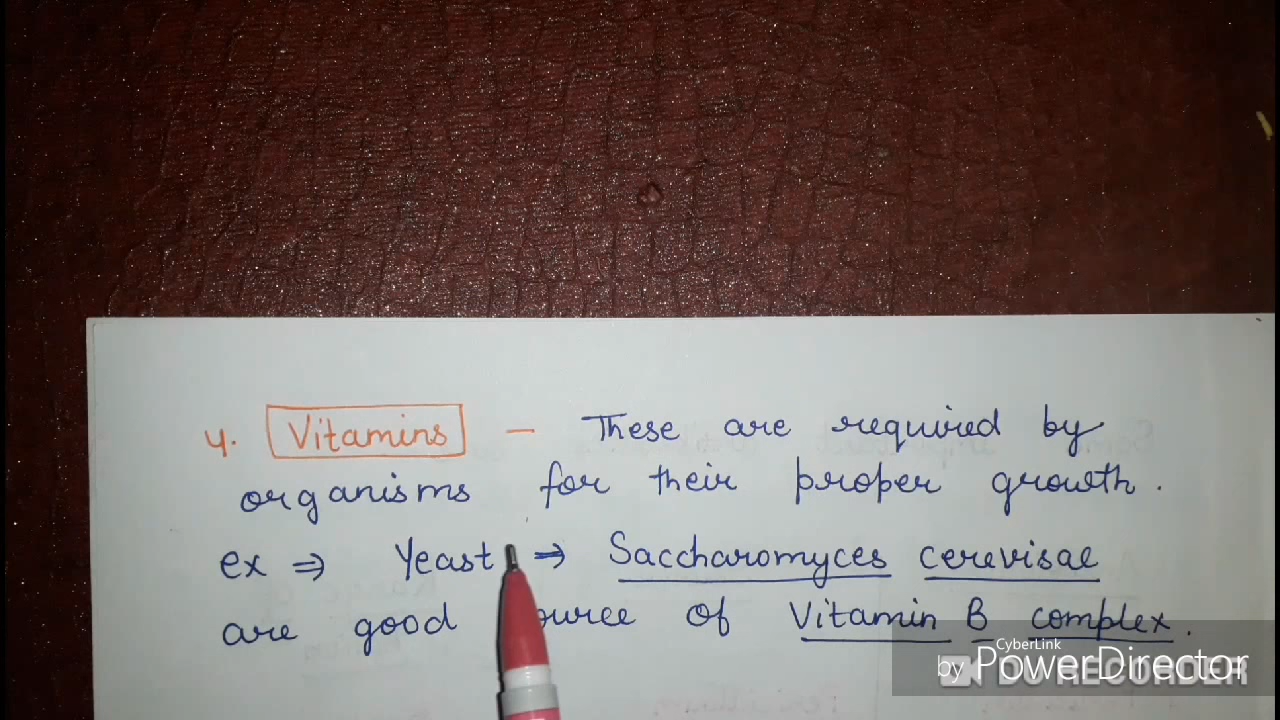 4. Vitamins — These are required by
organisms for their proper growth.
ex ⇒ Yeast ⇒ Saccharomyces cerevisae
are good of Vitamin B complex.
CyberLink
by PowerDirector
RECORDER